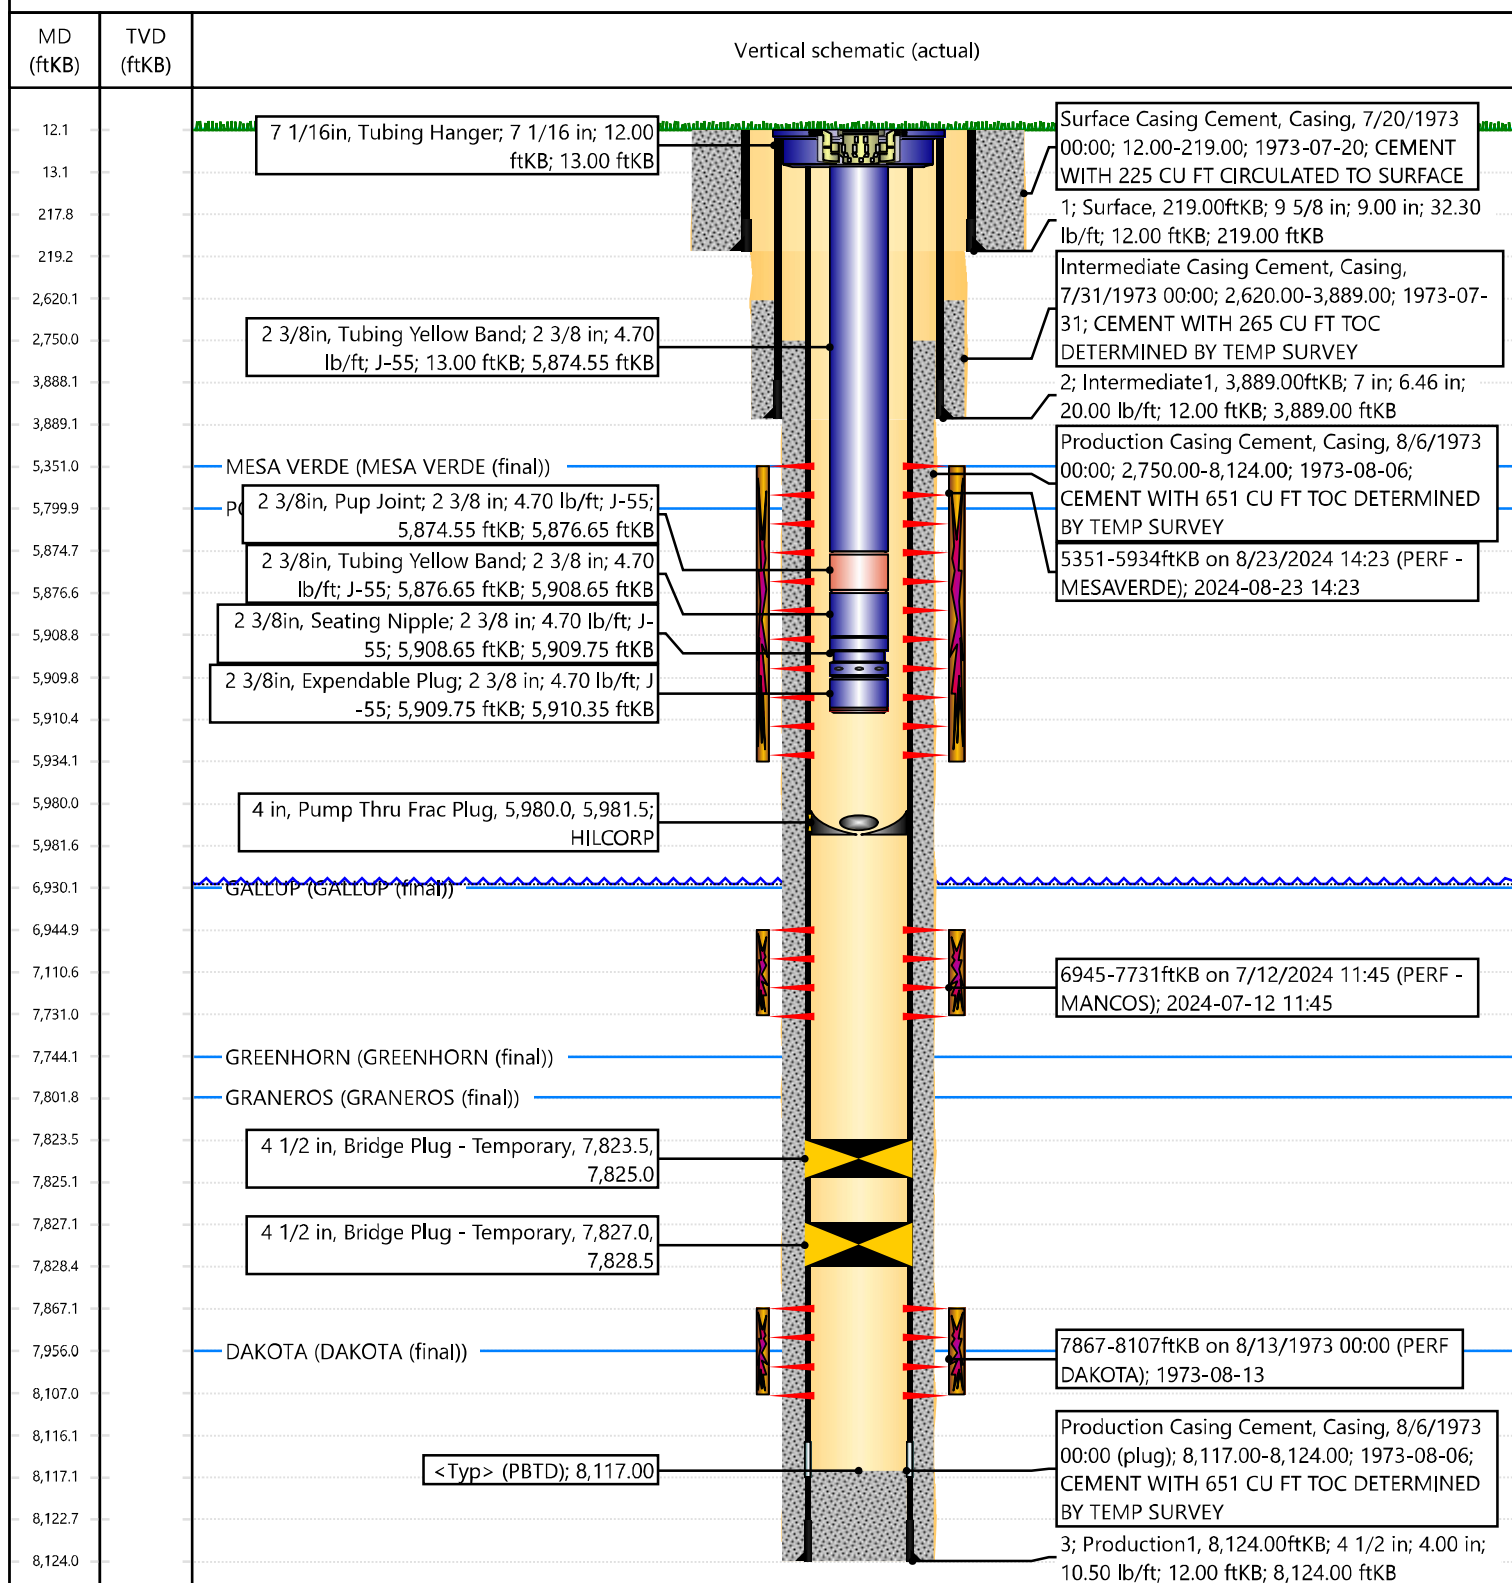 MD
(ftKB)
TVD
(ftKB)
Vertical schematic (actual)
12.1
13.1
217.8
219.2
2,620.1
2,750.0
3,888.1
3,889.1
5,351.0
5,799.9
5,874.7
5,876.6
5,908.8
5,909.8
5,910.4
5,934.1
5,980.0
5,981.6
6,930.1
6,944.9
7,110.6
7,731.0
7,744.1
7,801.8
7,823.5
7,825.1
7,827.1
7,828.4
7,867.1
7,956.0
8,107.0
8,116.1
8,117.1
8,122.7
8,124.0
7 1/16in, Tubing Hanger; 7 1/16 in; 12.00
ftKB; 13.00 ftKB
2 3/8in, Tubing Yellow Band; 2 3/8 in; 4.70
lb/ft; J-55; 13.00 ftKB; 5,874.55 ftKB
MESA VERDE (MESA VERDE (final))
2 3/8in, Pup Joint; 2 3/8 in; 4.70 lb/ft; J-55;
5,874.55 ftKB; 5,876.65 ftKB
2 3/8in, Tubing Yellow Band; 2 3/8 in; 4.70
lb/ft; J-55; 5,876.65 ftKB; 5,908.65 ftKB
2 3/8in, Seating Nipple; 2 3/8 in; 4.70 lb/ft; J-
55; 5,908.65 ftKB; 5,909.75 ftKB
2 3/8in, Expendable Plug; 2 3/8 in; 4.70 lb/ft; J
-55; 5,909.75 ftKB; 5,910.35 ftKB
4 in, Pump Thru Frac Plug, 5,980.0, 5,981.5;
HILCORP
GALLUP (GALLUP (final))
GREENHORN (GREENHORN (final))
GRANEROS (GRANEROS (final))
4 1/2 in, Bridge Plug - Temporary, 7,823.5,
7,825.0
4 1/2 in, Bridge Plug - Temporary, 7,827.0,
7,828.5
DAKOTA (DAKOTA (final))
<Typ> (PBTD); 8,117.00
Surface Casing Cement, Casing, 7/20/1973
00:00; 12.00-219.00; 1973-07-20; CEMENT
WITH 225 CU FT CIRCULATED TO SURFACE
1; Surface, 219.00ftKB; 9 5/8 in; 9.00 in; 32.30
lb/ft; 12.00 ftKB; 219.00 ftKB
Intermediate Casing Cement, Casing,
7/31/1973 00:00; 2,620.00-3,889.00; 1973-07-
31; CEMENT WITH 265 CU FT TOC
DETERMINED BY TEMP SURVEY
2; Intermediate1, 3,889.00ftKB; 7 in; 6.46 in;
20.00 lb/ft; 12.00 ftKB; 3,889.00 ftKB
Production Casing Cement, Casing, 8/6/1973
00:00; 2,750.00-8,124.00; 1973-08-06;
CEMENT WITH 651 CU FT TOC DETERMINED
BY TEMP SURVEY
5351-5934ftKB on 8/23/2024 14:23 (PERF -
MESAVERDE); 2024-08-23 14:23
6945-7731ftKB on 7/12/2024 11:45 (PERF -
MANCOS); 2024-07-12 11:45
7867-8107ftKB on 8/13/1973 00:00 (PERF
DAKOTA); 1973-08-13
Production Casing Cement, Casing, 8/6/1973
00:00 (plug); 8,117.00-8,124.00; 1973-08-06;
CEMENT WITH 651 CU FT TOC DETERMINED
BY TEMP SURVEY
3; Production1, 8,124.00ftKB; 4 1/2 in; 4.00 in;
10.50 lb/ft; 12.00 ftKB; 8,124.00 ftKB